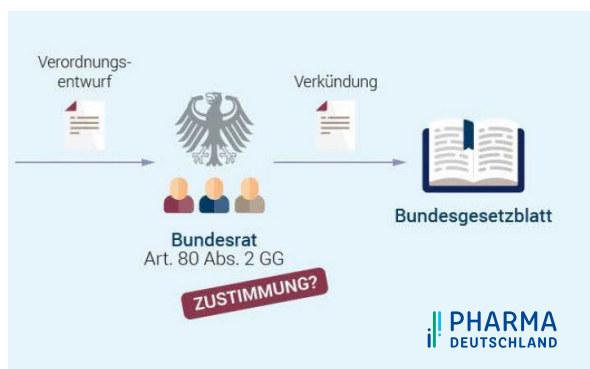 Verordnungs-
entwurf
Verkündung
Bundesrat
Art. 80 Abs. 2 GG
ZUSTIMMUNG?
Bundesgesetzblatt
PHARMA
DEUTSCHLAND